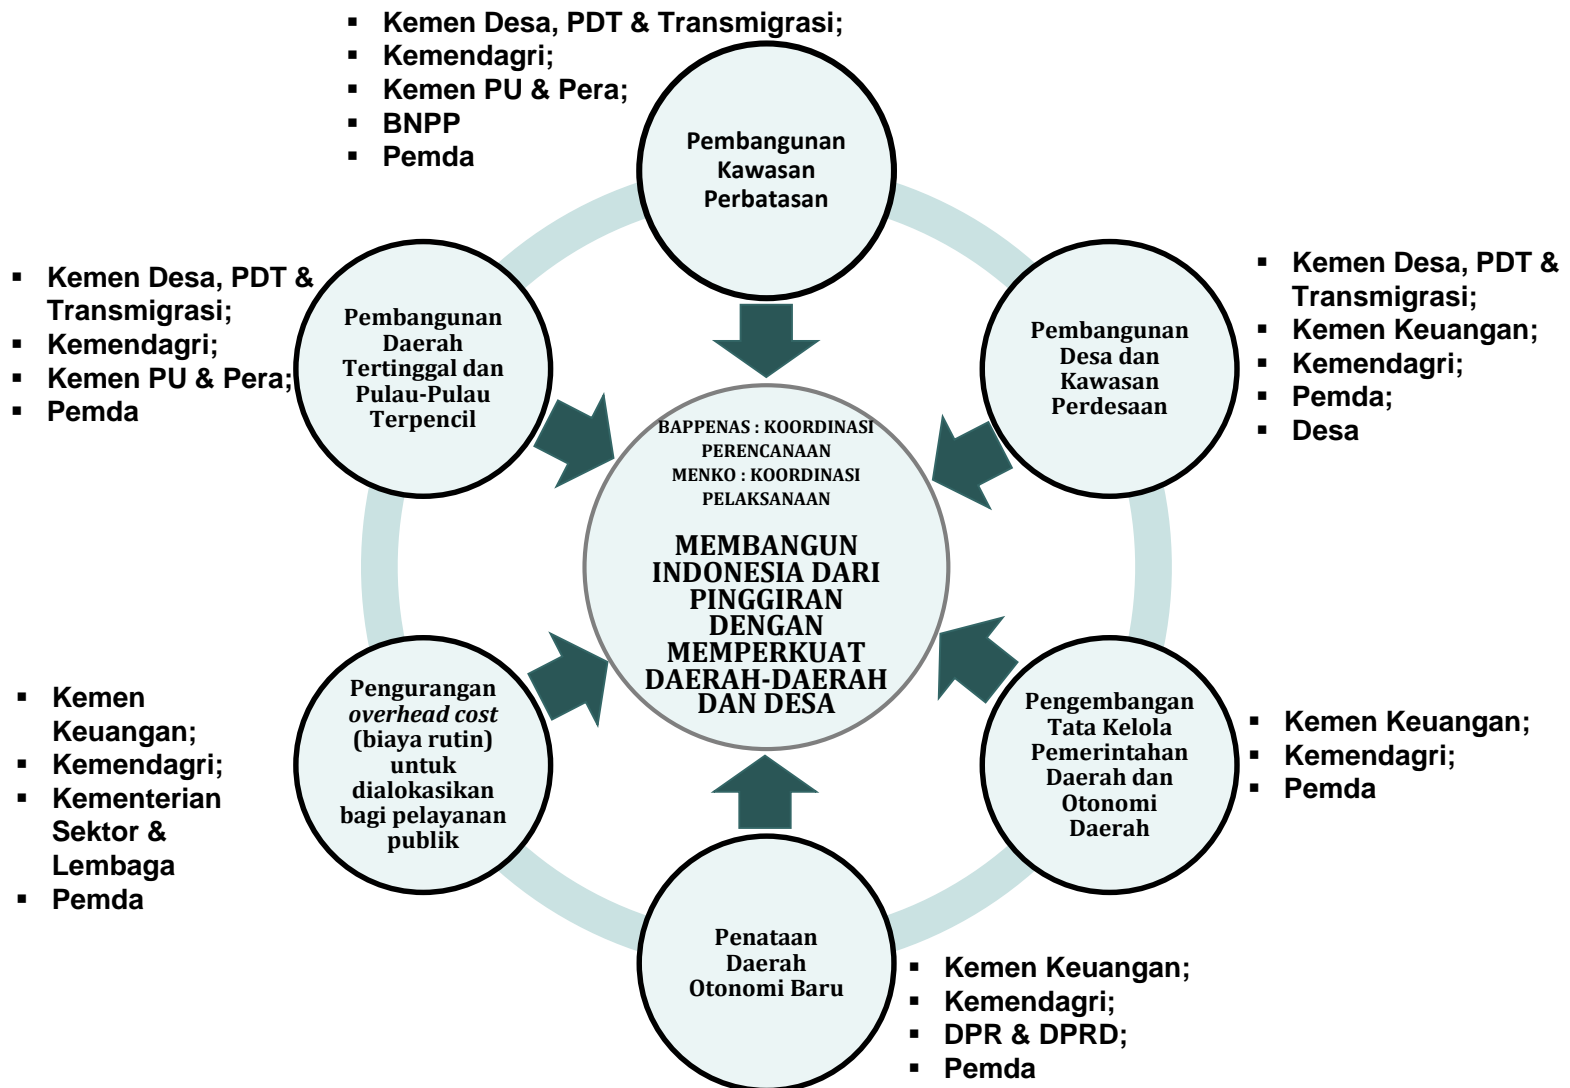 ▪ Kemen Desa, PDT & Transmigrasi;
▪ Kemendagri;
▪ Kemen PU & Pera;
▪ BNPP
▪ Pemda
Pembangunan
Kawasan
Perbatasan
▪ Kemen Desa, PDT &
Transmigrasi;
▪ Kemendagri;
▪ Kemen PU & Pera;
▪ Pemda
Pembangunan
Daerah
Tertinggal dan
Pulau-Pulau
Terpencil
Pembangunan
Desa dan
Kawasan
Perdesaan
▪ Kemen Desa, PDT &
Transmigrasi;
▪ Kemen Keuangan;
▪ Kemendagri;
▪ Pemda;
▪ Desa
BAPPENAS : KOORDINASI
PERENCANAAN
MENKO : KOORDINASI
PELAKSANAAN
MEMBANGUN
INDONESIA DARI
PINGGIRAN
DENGAN
MEMPERKUAT
DAERAH-DAERAH
DAN DESA
▪ Kemen
Keuangan;
▪ Kemendagri;
▪ Kementerian
Sektor &
Lembaga
▪ Pemda
Pengurangan
overhead cost
(biaya rutin)
untuk
dialokasikan
bagi pelayanan
publik
Pengembangan
Tata Kelola
Pemerintahan
Daerah dan
Otonomi
Daerah
▪ Kemen Keuangan;
▪ Kemendagri;
▪ Pemda
Penataan
Daerah
Otonomi Baru
▪ Kemen Keuangan;
▪ Kemendagri;
▪ DPR & DPRD;
▪ Pemda